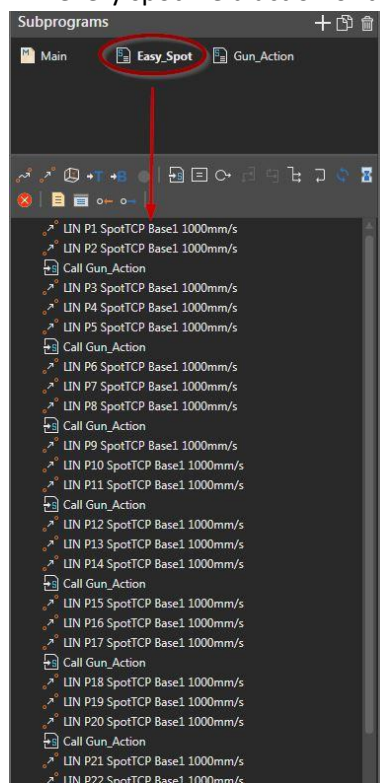 Subprograms
Main Easy_Spot Gun_Action
LIN P1 SpotTCP Base1 1000mm/s
LIN P2 SpotTCP Base1 1000mm/s
Call Gun_Action
LIN P3 SpotTCP Base1 1000mm/s
LIN P4 SpotTCP Base1 1000mm/s
LIN P5 SpotTCP Base1 1000mm/s
Call Gun_Action
LIN P6 SpotTCP Base1 1000mm/s
LIN P7 SpotTCP Base1 1000mm/s
LIN P8 SpotTCP Base1 1000mm/s
Call Gun_Action
LIN P9 SpotTCP Base1 1000mm/s
LIN P10 SpotTCP Base1 1000mm/s
LIN P11 SpotTCP Base1 1000mm/s
Call Gun_Action
LIN P12 SpotTCP Base1 1000mm/s
LIN P13 SpotTCP Base1 1000mm/s
LIN P14 SpotTCP Base1 1000mm/s
Call Gun_Action
LIN P15 SpotTCP Base1 1000mm/s
LIN P16 SpotTCP Base1 1000mm/s
LIN P17 SpotTCP Base1 1000mm/s
Call Gun_Action
LIN P18 SpotTCP Base1 1000mm/s
LIN P19 SpotTCP Base1 1000mm/s
LIN P20 SpotTCP Base1 1000mm/s
Call Gun_Action
LIN P21 SpotTCP Base1 1000mm/s
LIN P22 SpotTCP Base1 1000mm/s